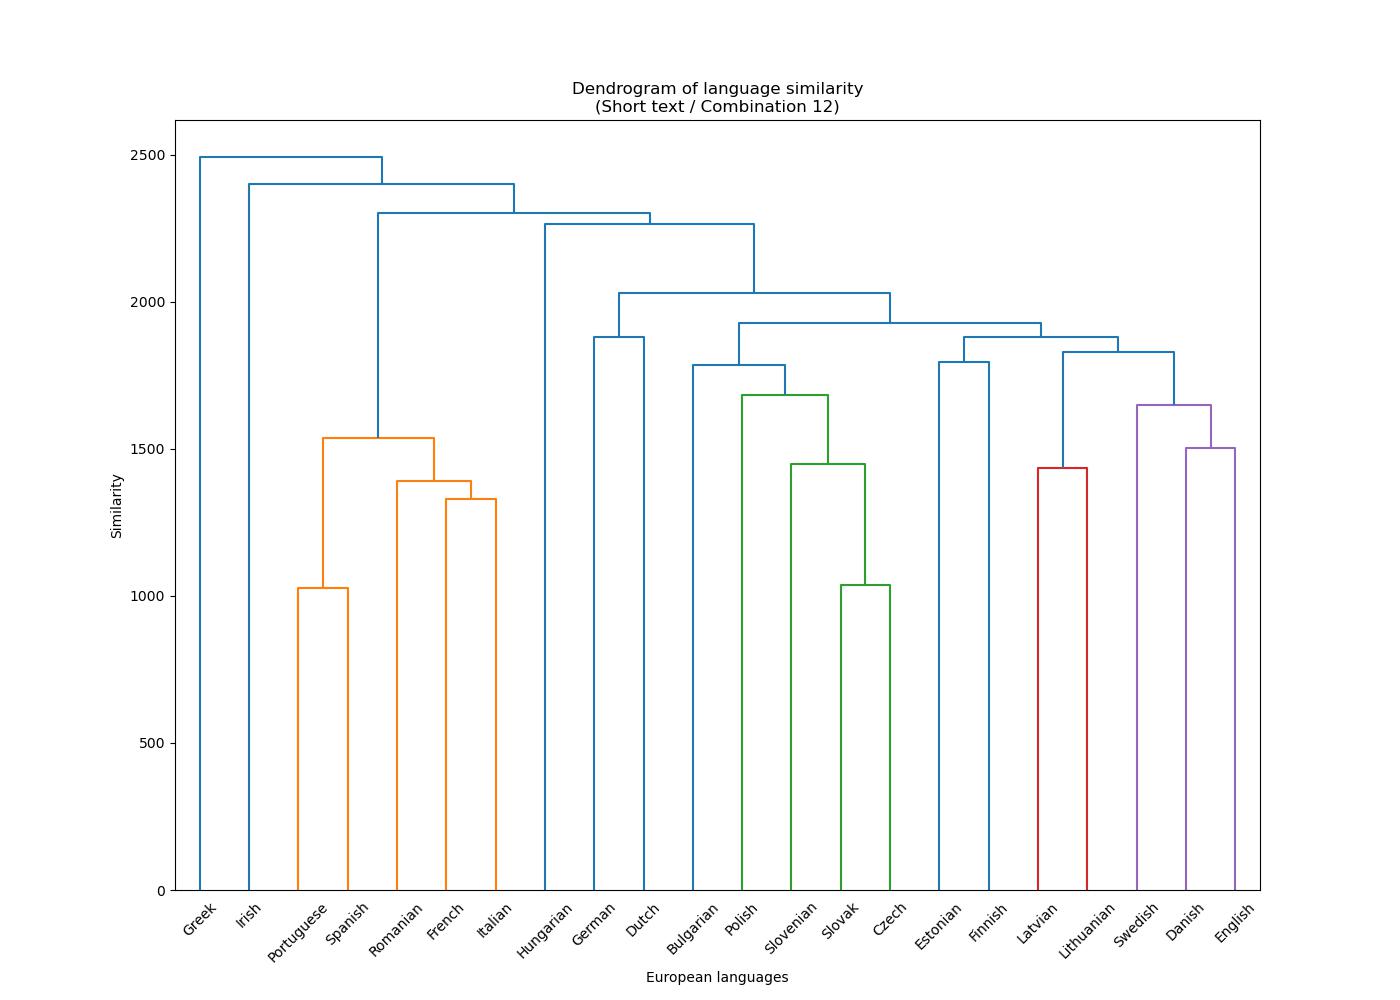 Dendrogram of language similarity
(Short text / Combination 12)
2500
2000
1500
1000
500
0
Similarity
Greek
Irish
Portuguese
Spanish
Romanian
French
Italian
Hungarian
German
Dutch
Bulgarian
Polish
Slovenian
Slovak
Czech
Estonian
Finnish
Latvian
Lithuanian
Swedish
Danish
English
European languages